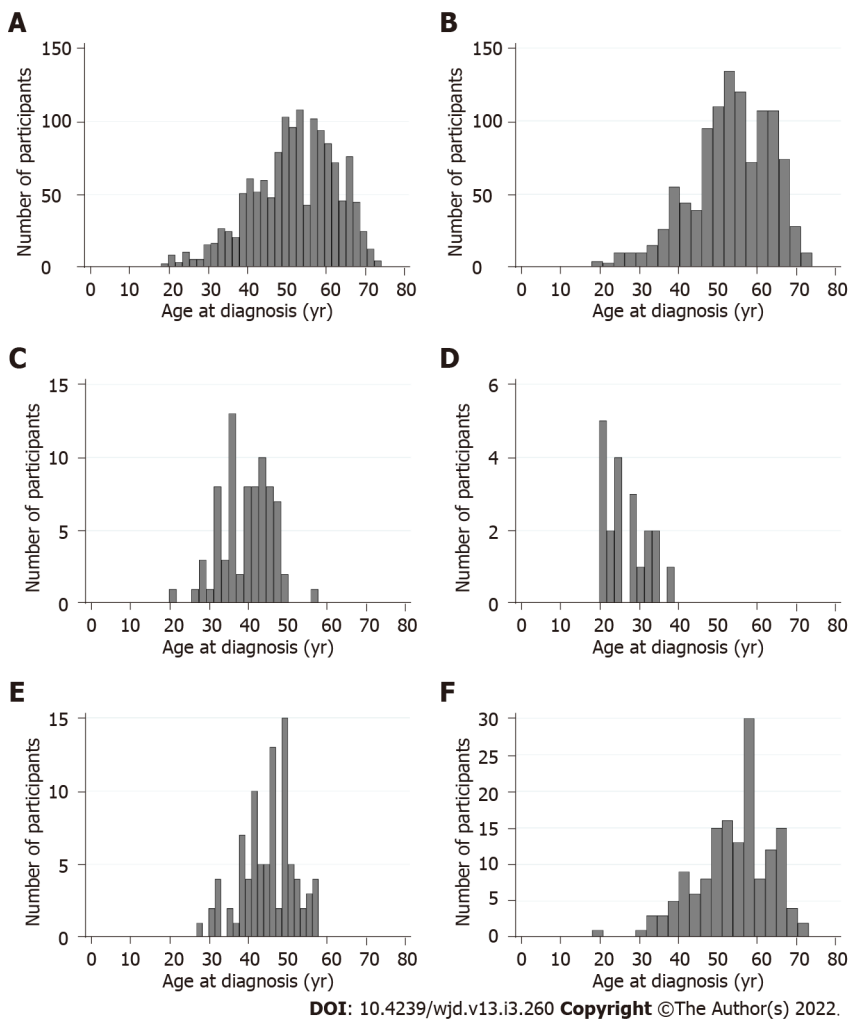 A
Number of participants
150
100
50
0
0 10 20 30 40 50 60 70 80
Age at diagnosis (yr)
B
Number of participants
150
100
50
0
0 10 20 30 40 50 60 70 80
Age at diagnosis (yr)
C
Number of participants
15
10
5
0
0 10 20 30 40 50 60 70 80
Age at diagnosis (yr)
D
Number of participants
6
4
2
0
0 10 20 30 40 50 60 70 80
Age at diagnosis (yr)
E
Number of participants
15
10
5
0
0 10 20 30 40 50 60 70 80
Age at diagnosis (yr)
F
Number of participants
30
25
20
15
10
5
0
0 10 20 30 40 50 60 70 80
Age at diagnosis (yr)
DOI: 10.4239/wjd.v13.i3.260 Copyright ©The Author(s) 2022.